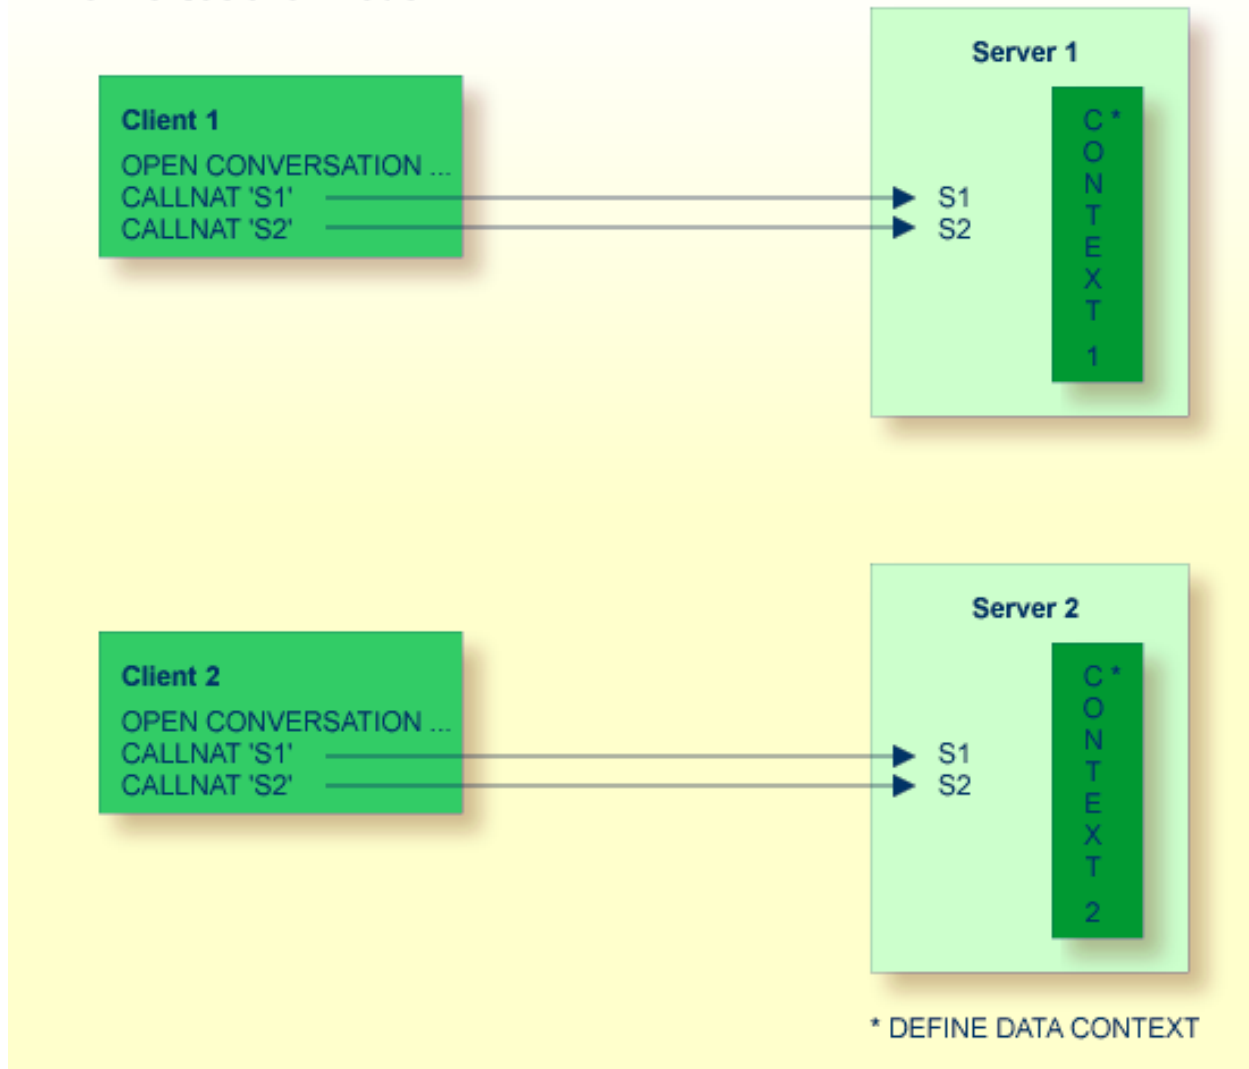 Server 1
Client 1
OPEN CONVERSATION ...
CALLNAT 'S1'
CALLNAT 'S2'
S1
S2
C *
O
N
T
E
X
T
1
Server 2
Client 2
OPEN CONVERSATION ...
CALLNAT 'S1'
CALLNAT 'S2'
S1
S2
C *
O
N
T
E
X
T
2
* DEFINE DATA CONTEXT